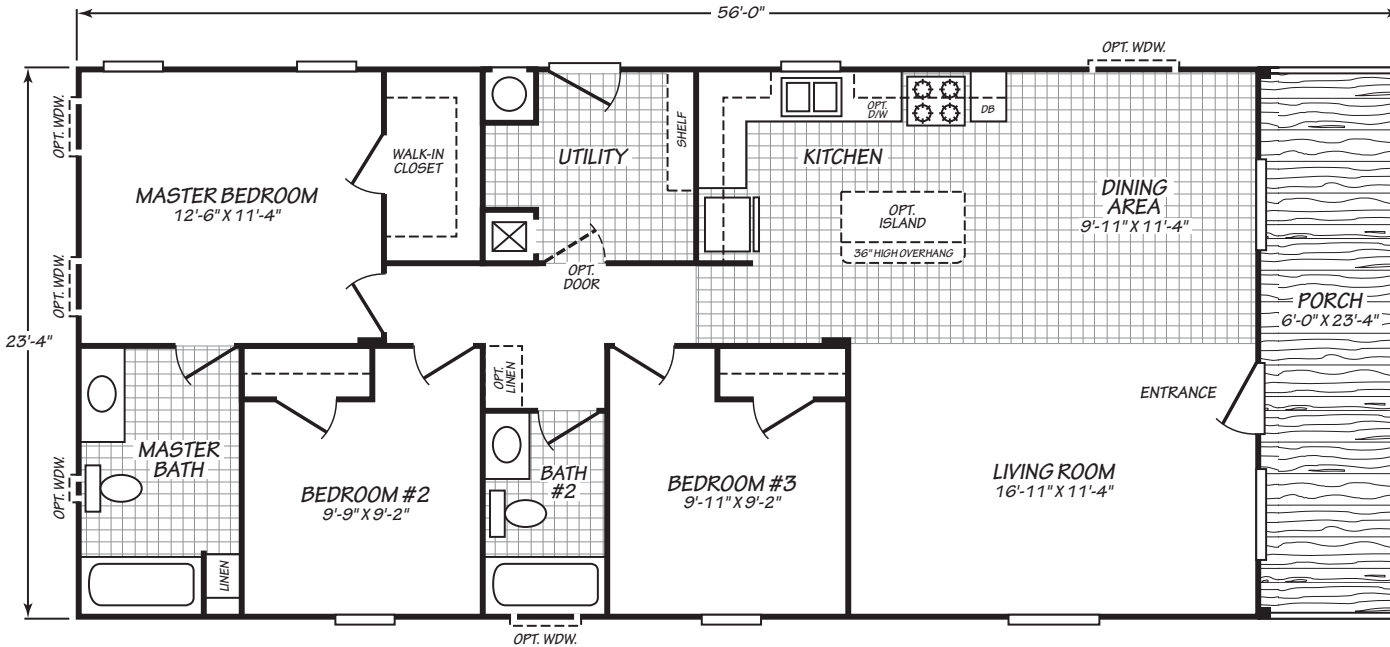 56'-0"
OPT. WDW.
OPT. WDW.
WALK-IN
CLOSET
UTILITY
SHELF
OPT.
D/W
DB
KITCHEN
MASTER BEDROOM
12'-6" X 11'-4"
OPT.
ISLAND
36" HIGH OVERHANG
DINING
AREA
9'-11" X 11'-4"
OPT. WDW.
OPT.
DOOR
PORCH
6'-0" X 23'-4"
23'-4"
OPT.
LINEN
ENTRANCE
MASTER
BATH
OPT. WDW.
BEDROOM #2
9'-9" X 9'-2"
BATH
#2
BEDROOM #3
9'-11" X 9'-2"
LIVING ROOM
16'-11" X 11'-4"
LINEN
OPT. WDW.